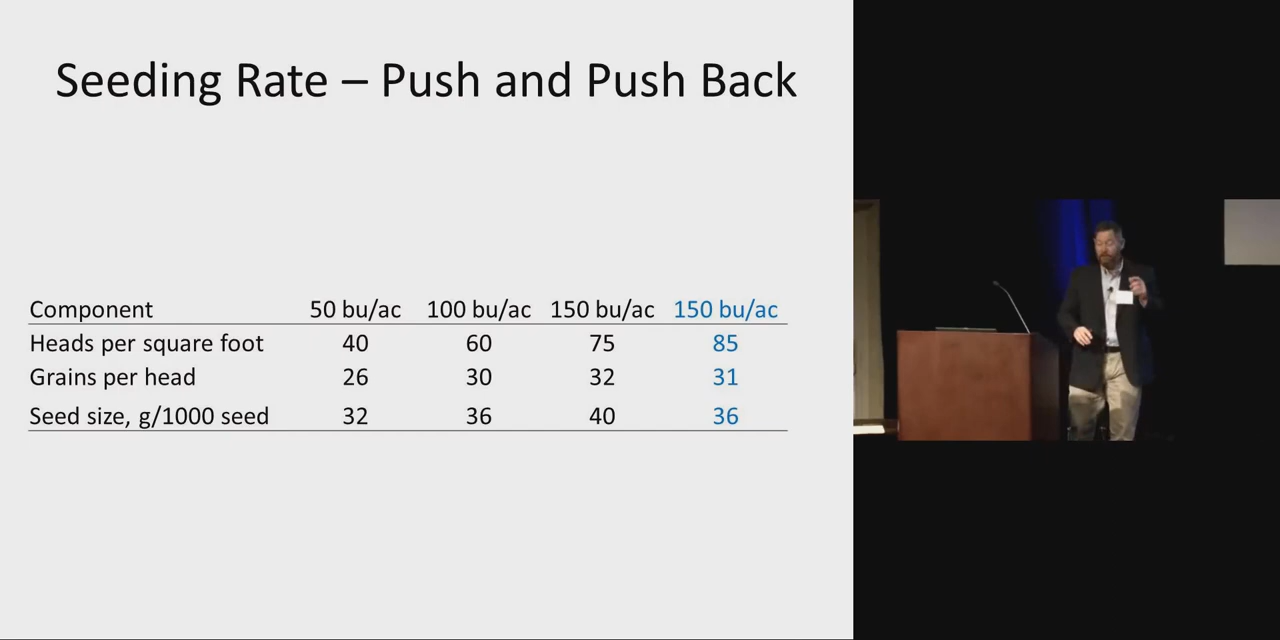 Seeding Rate – Push and Push Back
Component 50 bu/ac 100 bu/ac 150 bu/ac 150 bu/ac
Heads per square foot 40 60 75 85
Grains per head 26 30 32 31
Seed size, g/1000 seed 32 36 40 36